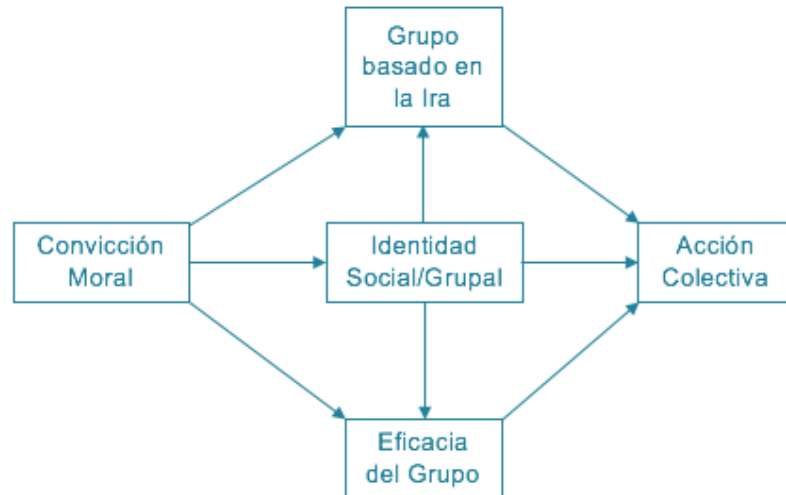 Grupo
basado en
la Ira
Convicción
Moral
Identidad
Social/Grupal
Acción
Colectiva
Eficacia
del Grupo